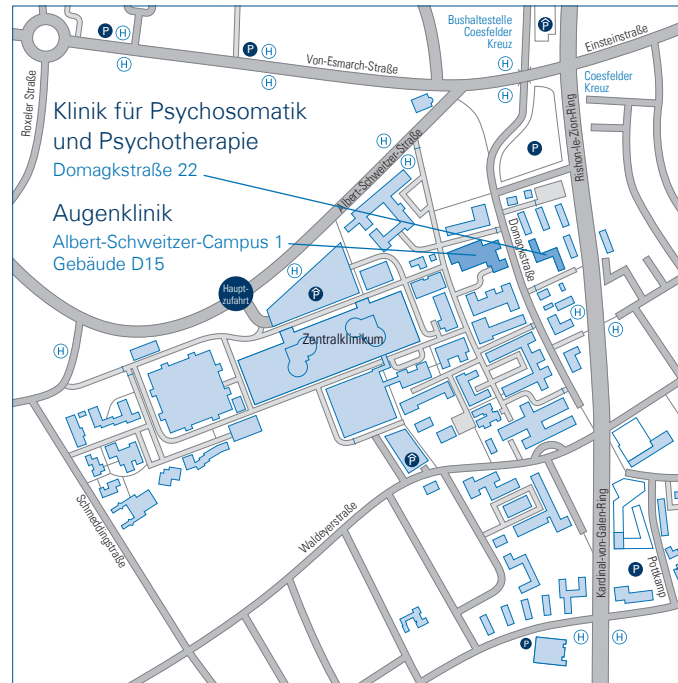 Bushaltestelle
Coesfelder
Kreuz
P
H
P
H
P
H
H
H
Von-Esmarch-Straße
Einsteinstraße
H
H
Coesfelder
Kreuz
Roxeler Straße
Klinik für Psychosomatik
und Psychotherapie
Domagkstraße 22
Albert-Schweitzer-Straße
P
Rishon-le-Zion-Ring
Augenklinik
Albert-Schweitzer-Campus 1
Gebäude D15
Domagkstraße
H
Haupt-
zufahrt
P
H
H
H
Zentralklinikum
P
Schmeddingstraße
Waldeyerstraße
Kardinal-von-Galen-Ring
P
Pottkamp
P
H
H